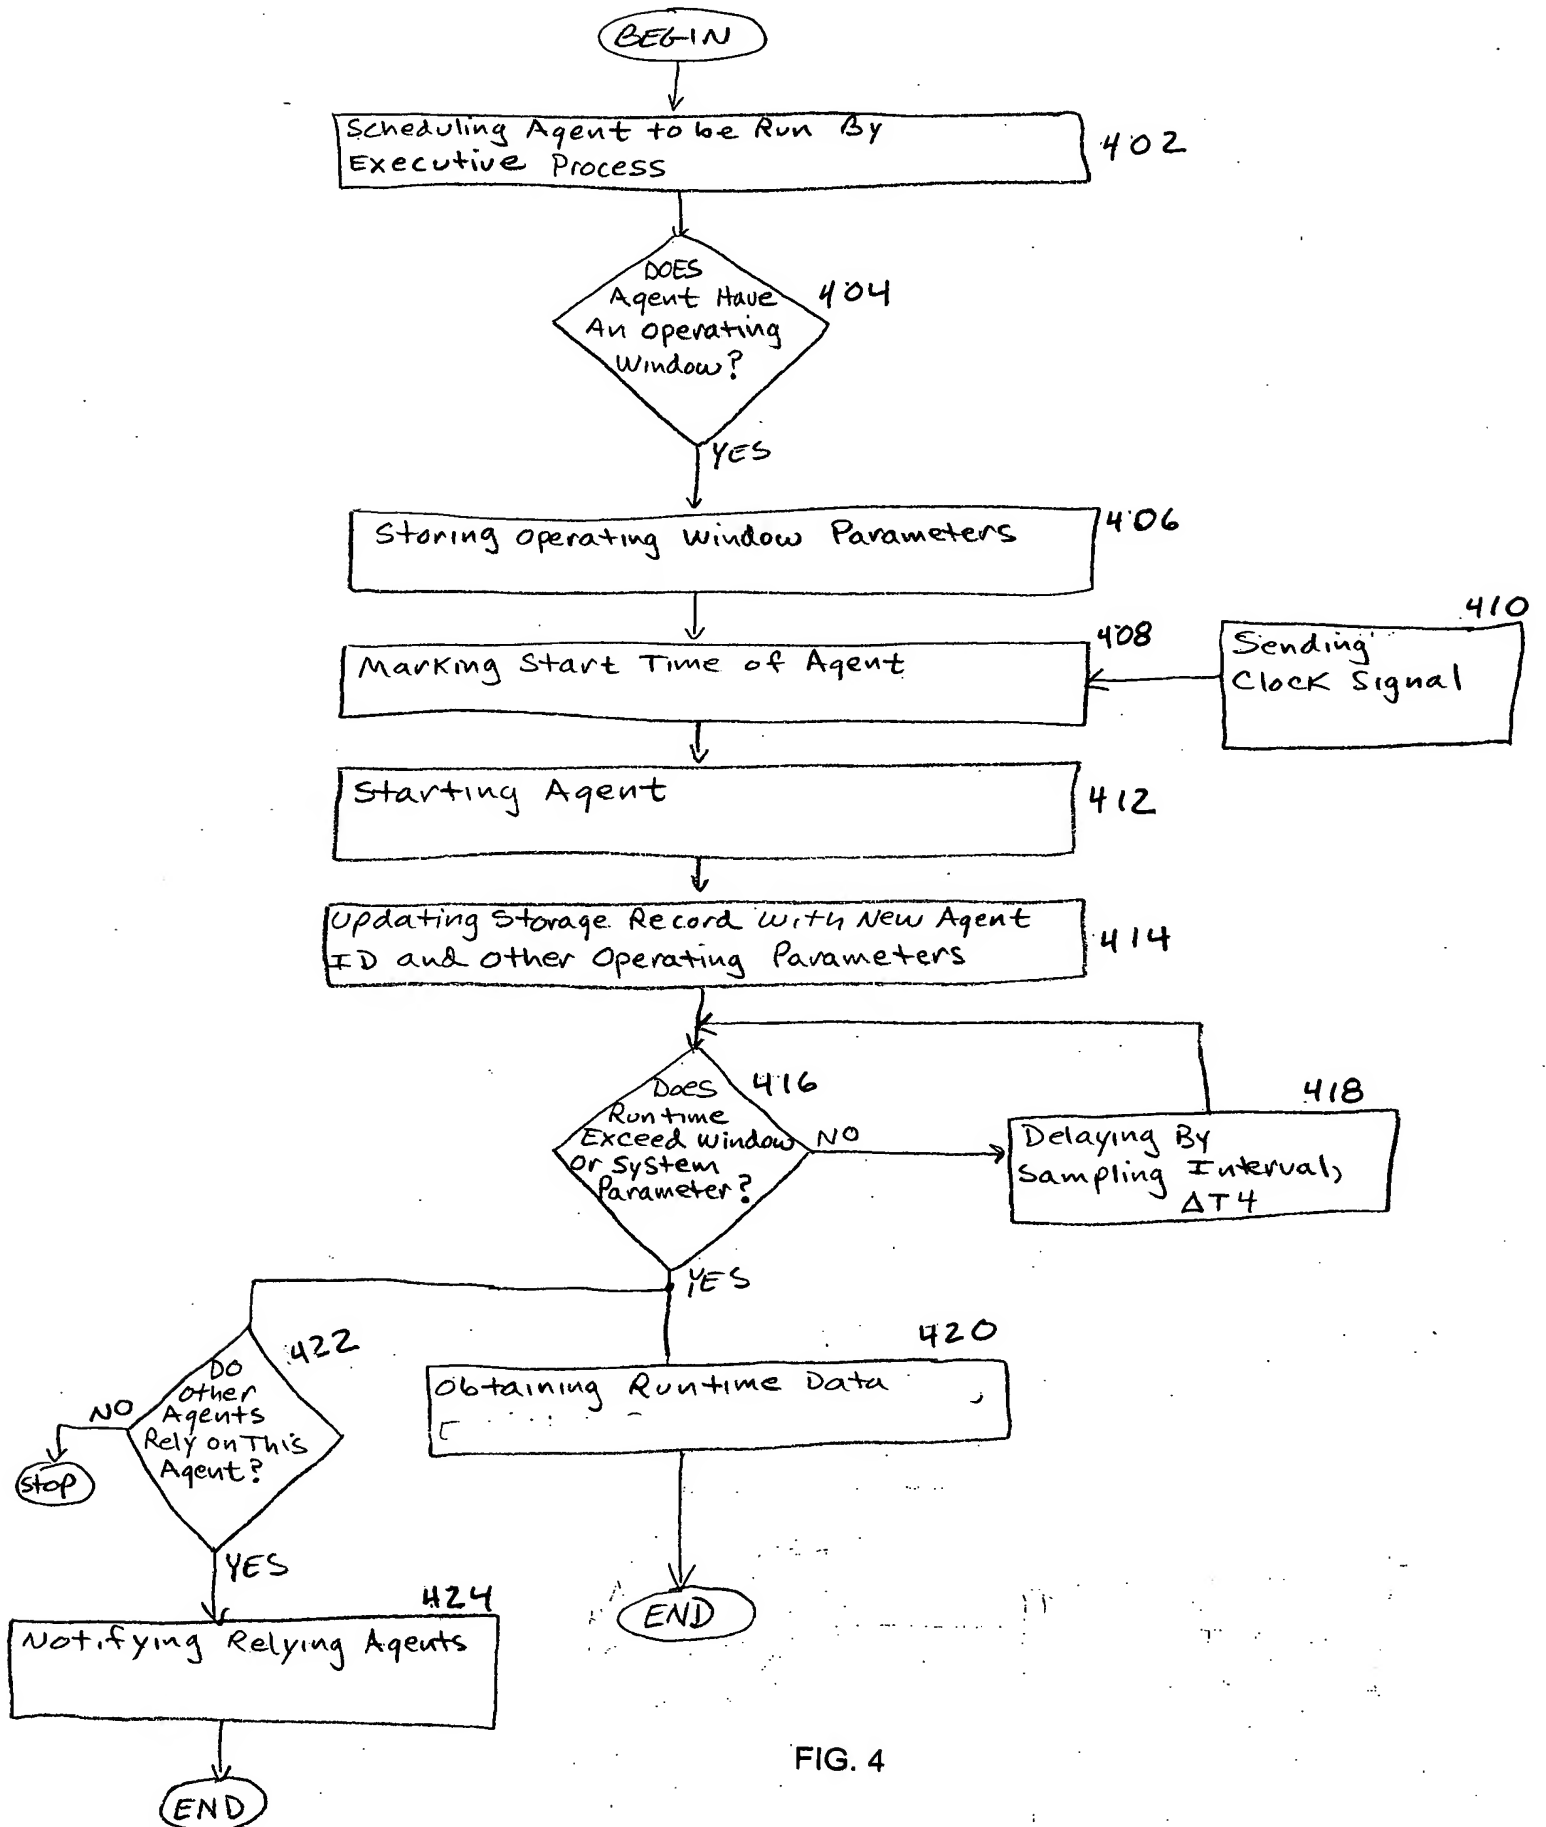 BEGIN
Scheduling Agent to be Run By
Executive Process
402
DOES
Agent Have
An Operating
Window?
404
YES
Storing Operating Window Parameters
406
Marking Start Time of Agent
408
410
Sending
Clock Signal
Starting Agent
412
Updating Storage Record With New Agent
ID and Other Operating Parameters
414
Does
Runtime
Exceed Window
Or System
Parameter?
416
NO
418
Delaying By
Sampling Interval,
ΔT4
YES
422
Do
Other
Agents
Rely on This
Agent?
NO
Stop
420
Obtaining Runtime Data
YES
424
Notifying Relying Agents
END
END
FIG. 4